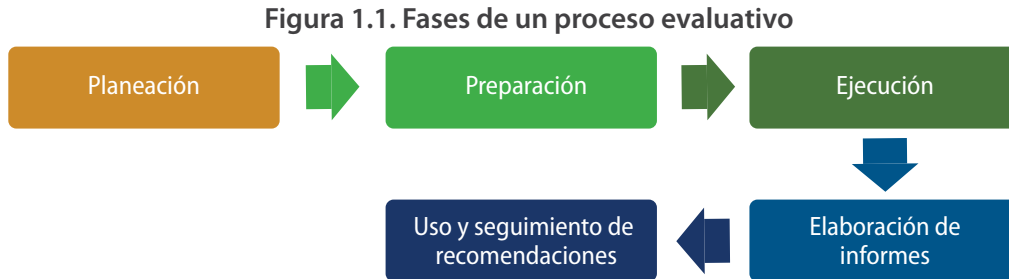 Figura 1.1. Fases de un proceso evaluativo
Planeación
Preparación
Ejecución
Elaboración de
informes
Uso y seguimiento de
recomendaciones